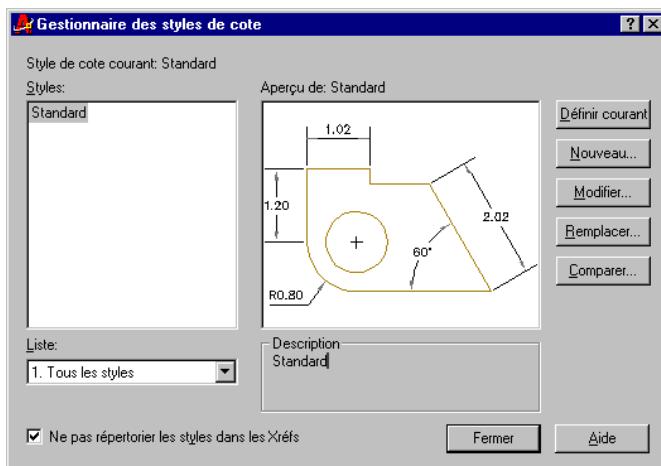 Gestionnaire des styles de cote
Style de cote courant: Standard
Styles:
Standard
Aperçu de: Standard
1.02
1.20
2.02
60°
R0.80
Définir courant
Nouveau...
Modifier...
Remplacer...
Comparer...
Liste:
1. Tous les styles
Description
Standard
Ne pas répertorier les styles dans les Xréfs
Fermer
Aide